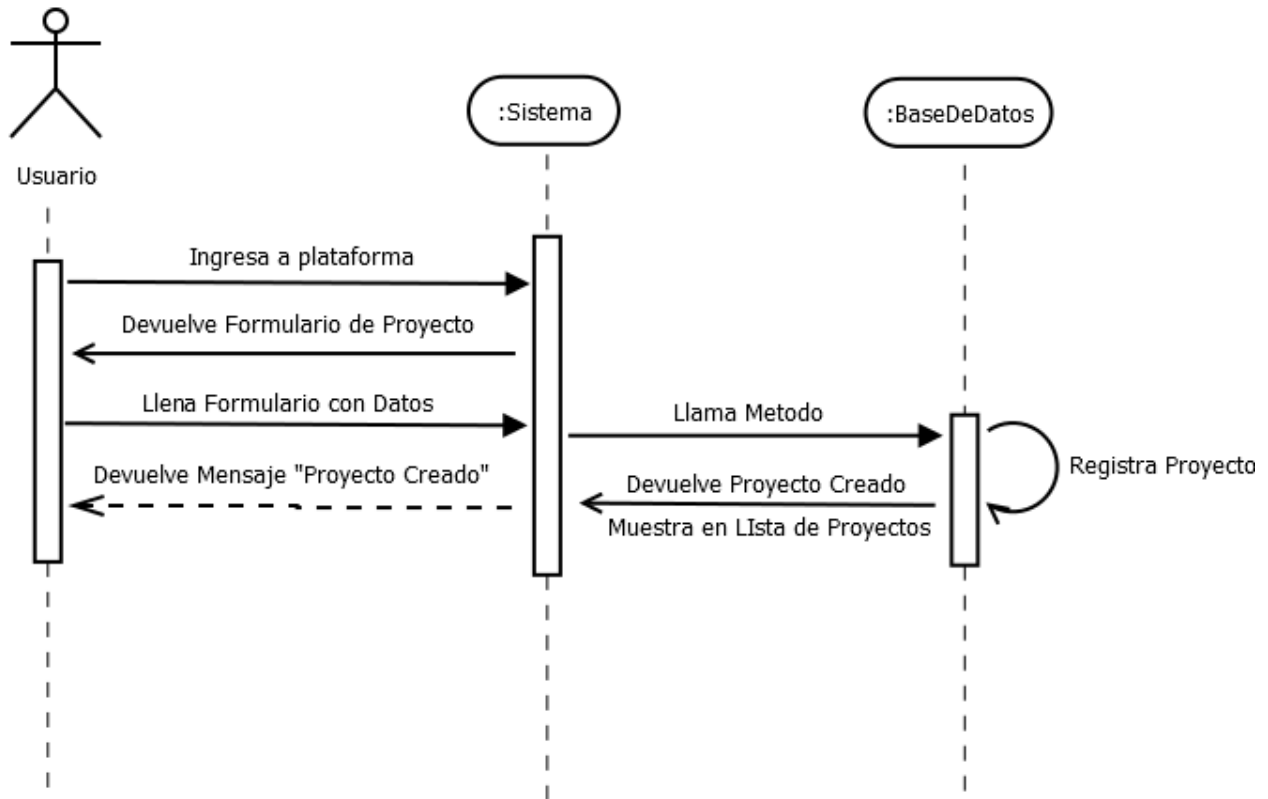 :Sistema
:BaseDeDatos
Usuario
Ingresa a plataforma
Devuelve Formulario de Proyecto
Llena Formulario con Datos
Llama Metodo
Registra Proyecto
Devuelve Mensaje "Proyecto Creado"
Devuelve Proyecto Creado
Muestra en LIsta de Proyectos